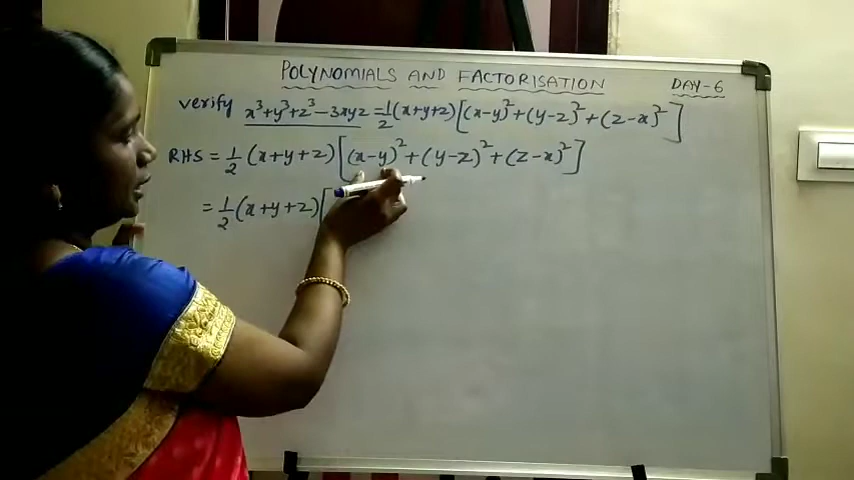 POLYNOMIALS AND FACTORISATION DAY-6
verify x³+y³+z³-3xyz = 1/2 (x+y+z)[(x-y)²+(y-z)²+(z-x)²]
RHS = 1/2 (x+y+z)[(x-y)²+(y-z)²+(z-x)²]
= 1/2 (x+y+z)[